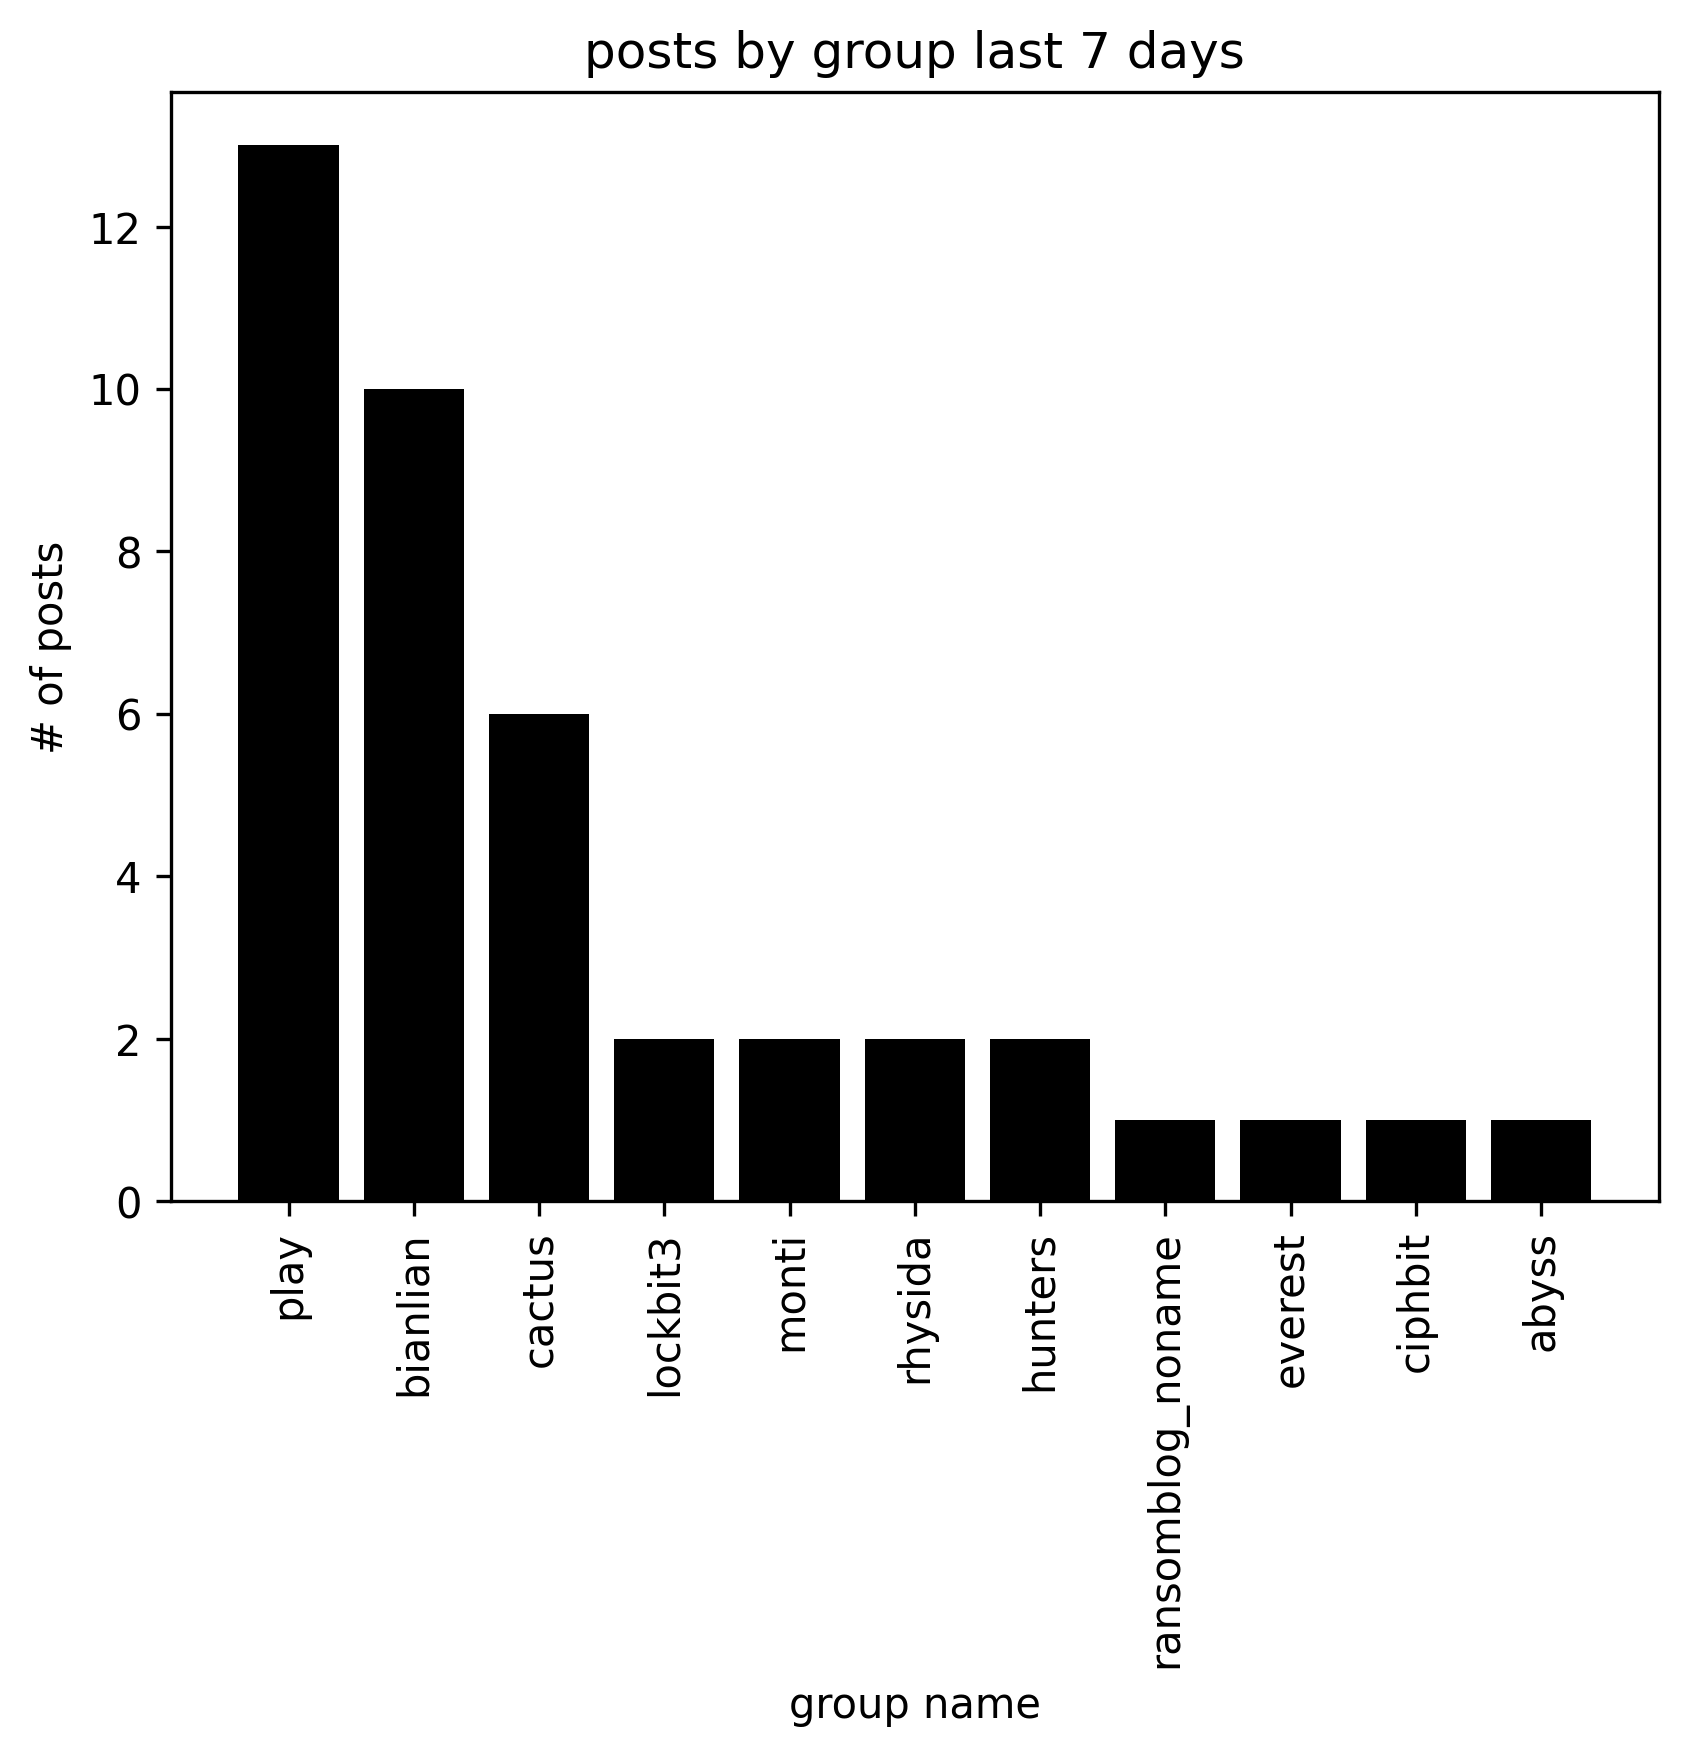 posts by group last 7 days
# of posts
12
10
8
6
4
2
0
play
bianlian
cactus
lockbit3
monti
rhysida
hunters
ransomblog_noname
everest
ciphbit
abyss
group name